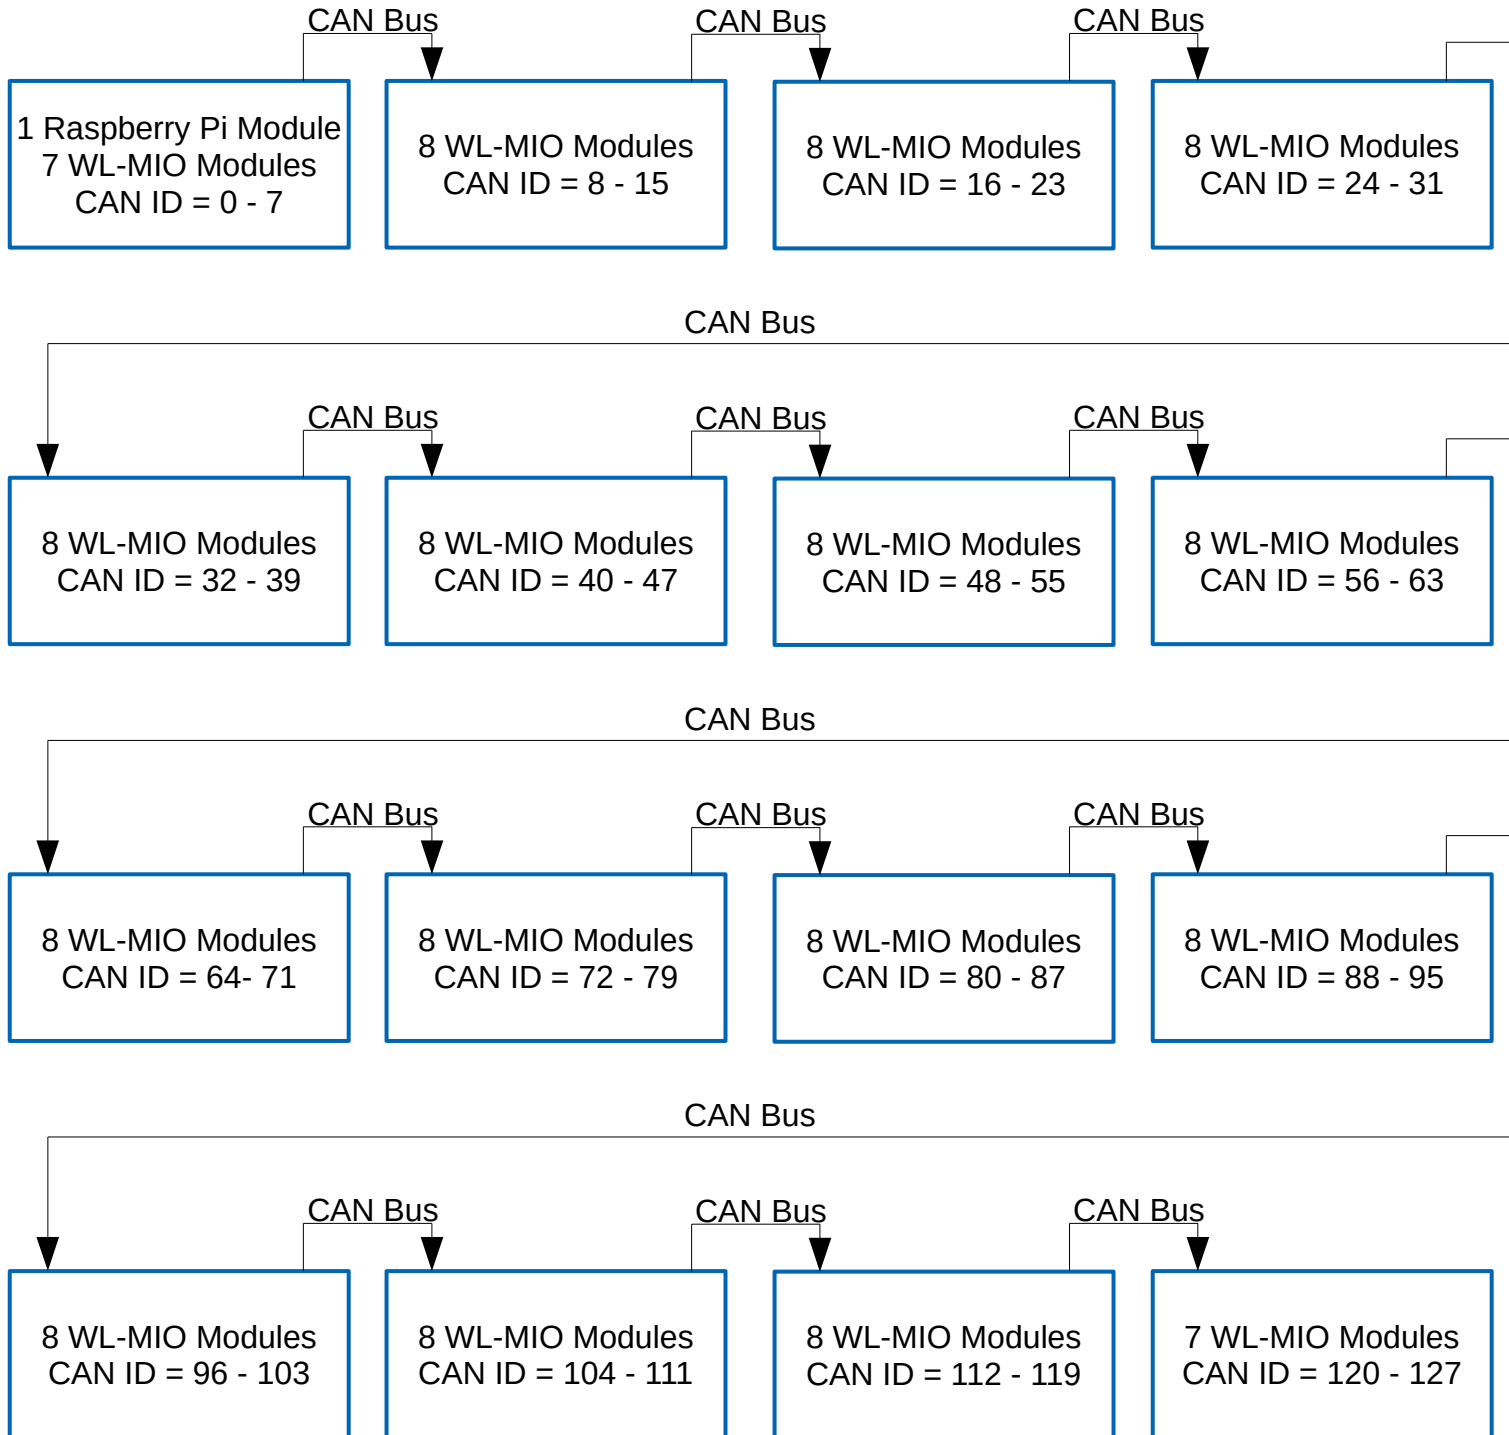 CAN Bus
CAN Bus
CAN Bus
1 Raspberry Pi Module
7 WL-MIO Modules
CAN ID = 0 - 7
8 WL-MIO Modules
CAN ID = 8 - 15
8 WL-MIO Modules
CAN ID = 16 - 23
8 WL-MIO Modules
CAN ID = 24 - 31
CAN Bus
CAN Bus
CAN Bus
CAN Bus
8 WL-MIO Modules
CAN ID = 32 - 39
8 WL-MIO Modules
CAN ID = 40 - 47
8 WL-MIO Modules
CAN ID = 48 - 55
8 WL-MIO Modules
CAN ID = 56 - 63
CAN Bus
CAN Bus
CAN Bus
CAN Bus
8 WL-MIO Modules
CAN ID = 64- 71
8 WL-MIO Modules
CAN ID = 72 - 79
8 WL-MIO Modules
CAN ID = 80 - 87
8 WL-MIO Modules
CAN ID = 88 - 95
CAN Bus
CAN Bus
CAN Bus
CAN Bus
8 WL-MIO Modules
CAN ID = 96 - 103
8 WL-MIO Modules
CAN ID = 104 - 111
8 WL-MIO Modules
CAN ID = 112 - 119
7 WL-MIO Modules
CAN ID = 120 - 127